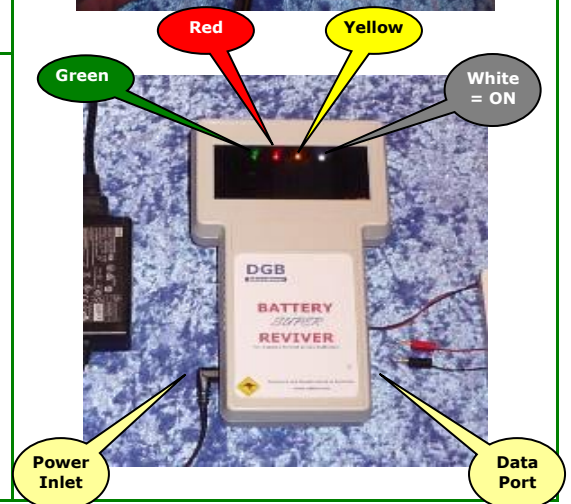 Red
Yellow
Green
White
= ON
DGB
BATTERY
SUPER
REVIVER
Power
Inlet
Data
Port